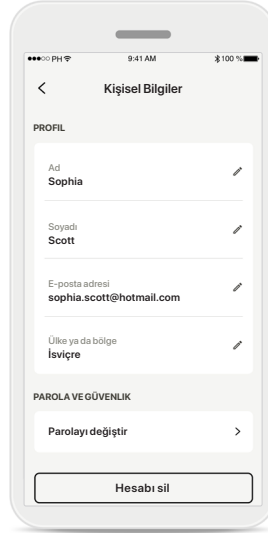 ●●●○○ PH 9:41 AM 100 %
Kişisel Bilgiler
PROFIL
Ad
Sophia
Soyadı
Scott
E-posta adresi
sophia.scott@hotmail.com
Ülke ya da bölge
İsviçre
PAROLA VE GÜVENLIK
Parolayı değiştir
Hesabı sil